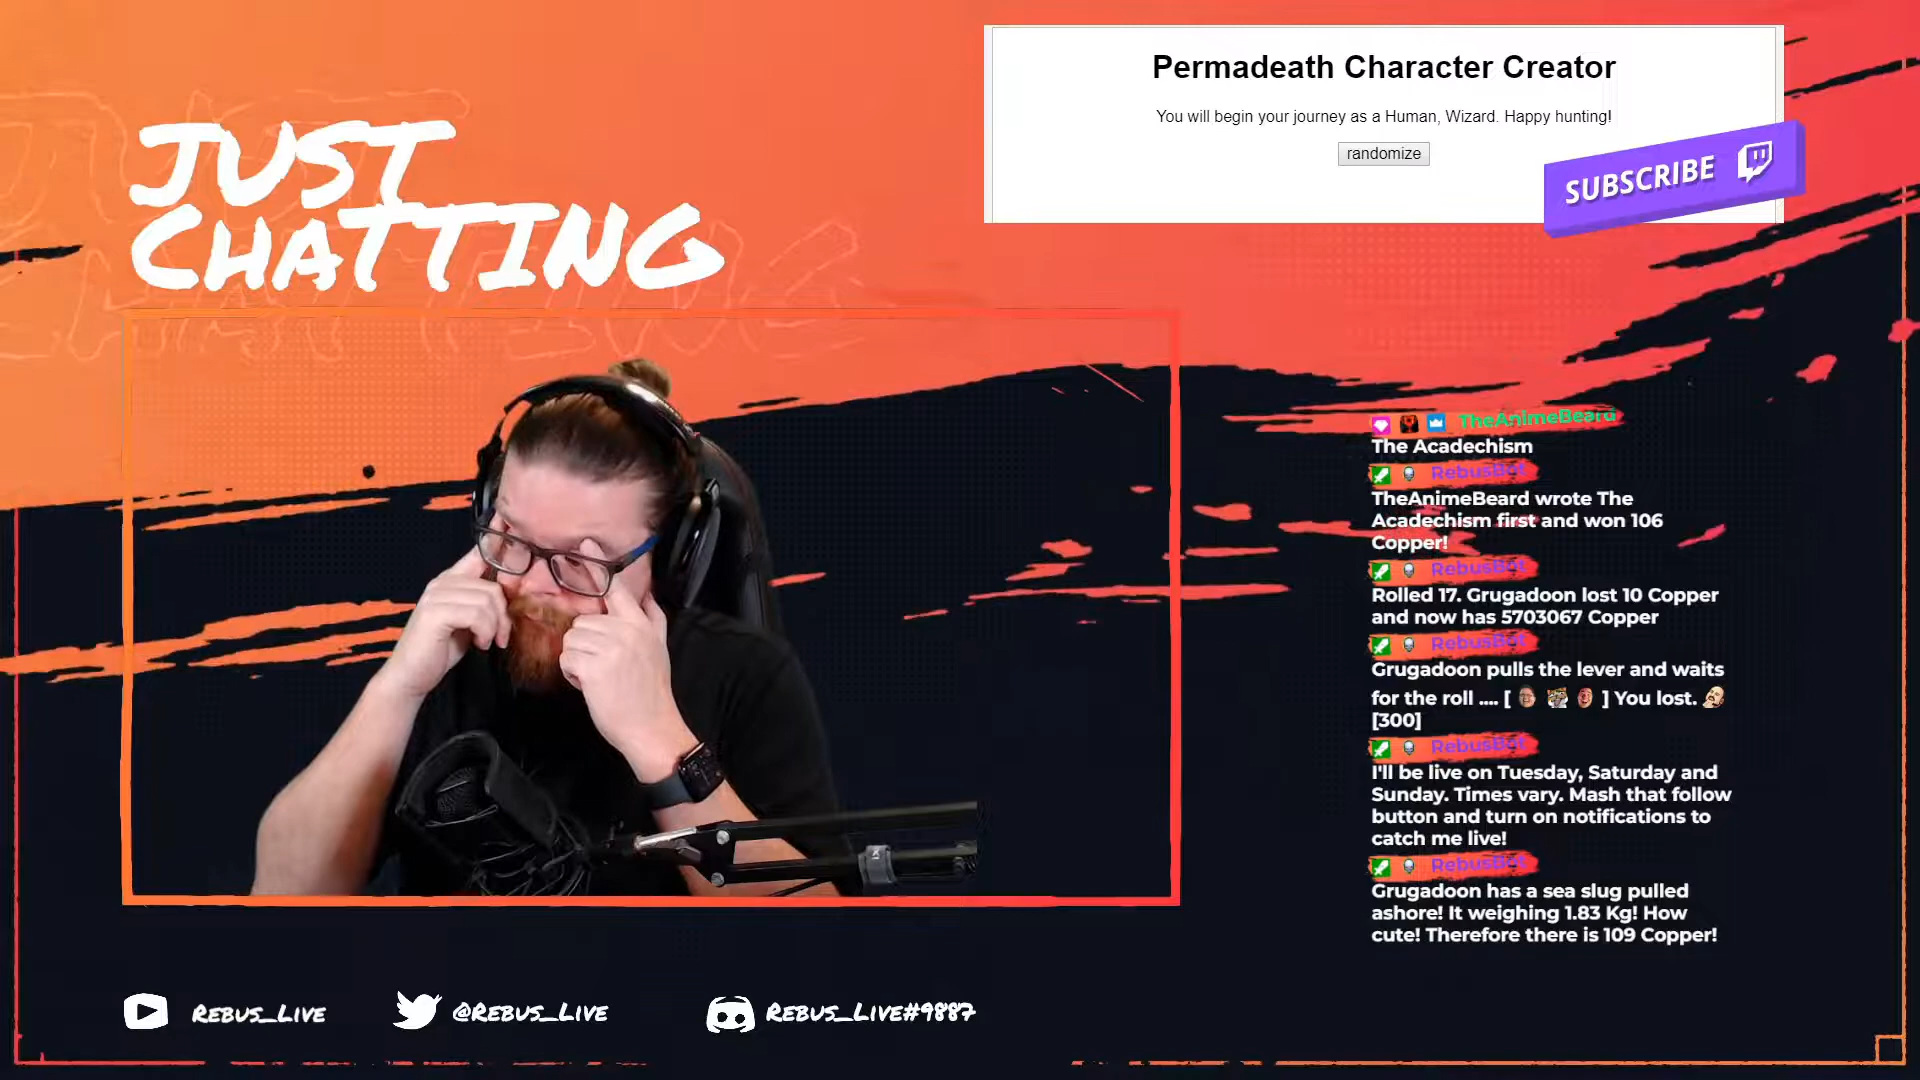 JUST
CHATTING
Permadeath Character Creator
You will begin your journey as a Human, Wizard. Happy hunting!
randomize
SUBSCRIBE
TheAnimeBeard
The Acadechism
RebusBot
TheAnimeBeard wrote The
Acadechism first and won 106
Copper!
RebusBot
Rolled 17. Grugadoon lost 10 Copper
and now has 5703067 Copper
RebusBot
Grugadoon pulls the lever and waits
for the roll .... [ ] You lost.
[300]
RebusBot
I'll be live on Tuesday, Saturday and
Sunday. Times vary. Mash that follow
button and turn on notifications to
catch me live!
RebusBot
Grugadoon has a sea slug pulled
ashore! It weighing 1.83 Kg! How
cute! Therefore there is 109 Copper!
REBUS_LIVE
@REBUS_LIVE
REBUS_LIVE#9887